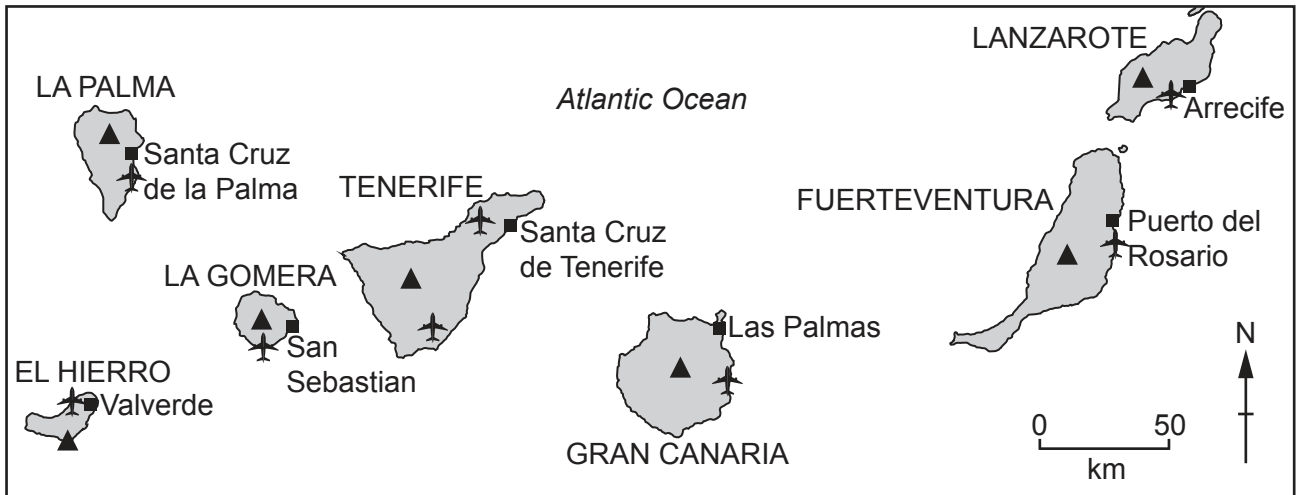 LANZAROTE
LA PALMA
Atlantic Ocean
Arrecife
Santa Cruz
de la Palma
TENERIFE
FUERTEVENTURA
Santa Cruz
de Tenerife
Puerto del
Rosario
LA GOMERA
Las Palmas
San
Sebastian
N
EL HIERRO
Valverde
0 50
km
GRAN CANARIA